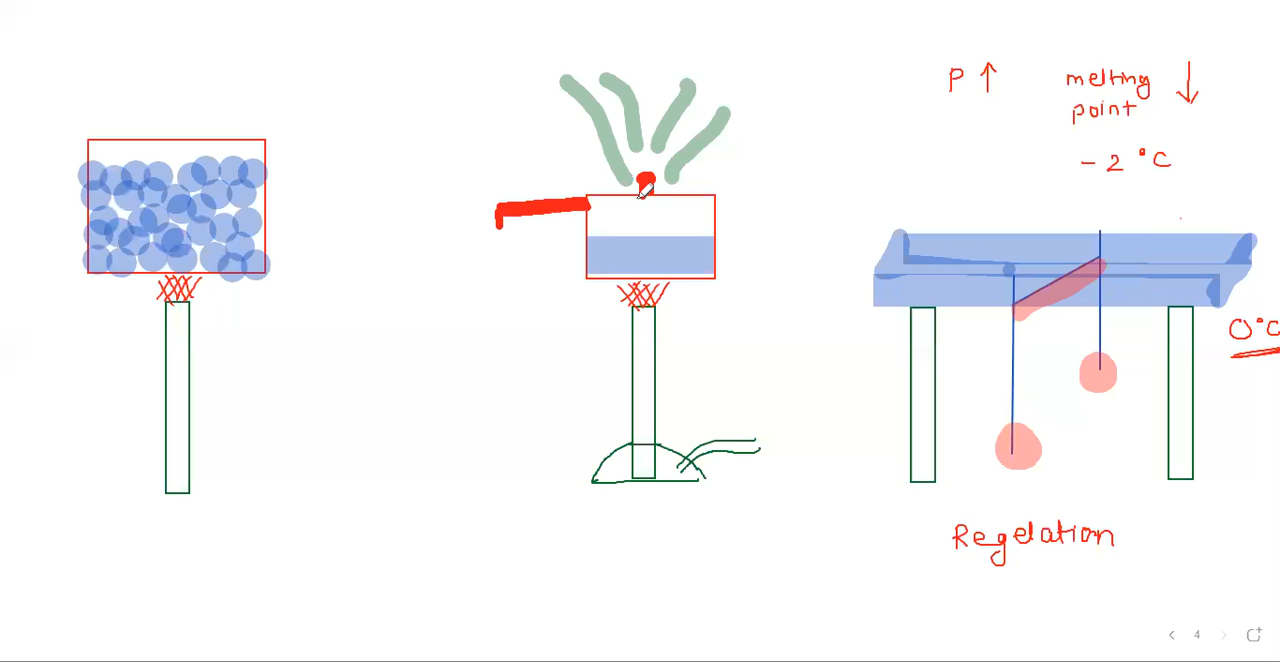 P ↑ melting ↓
point
- 2 °C
0°C
Regelation
4